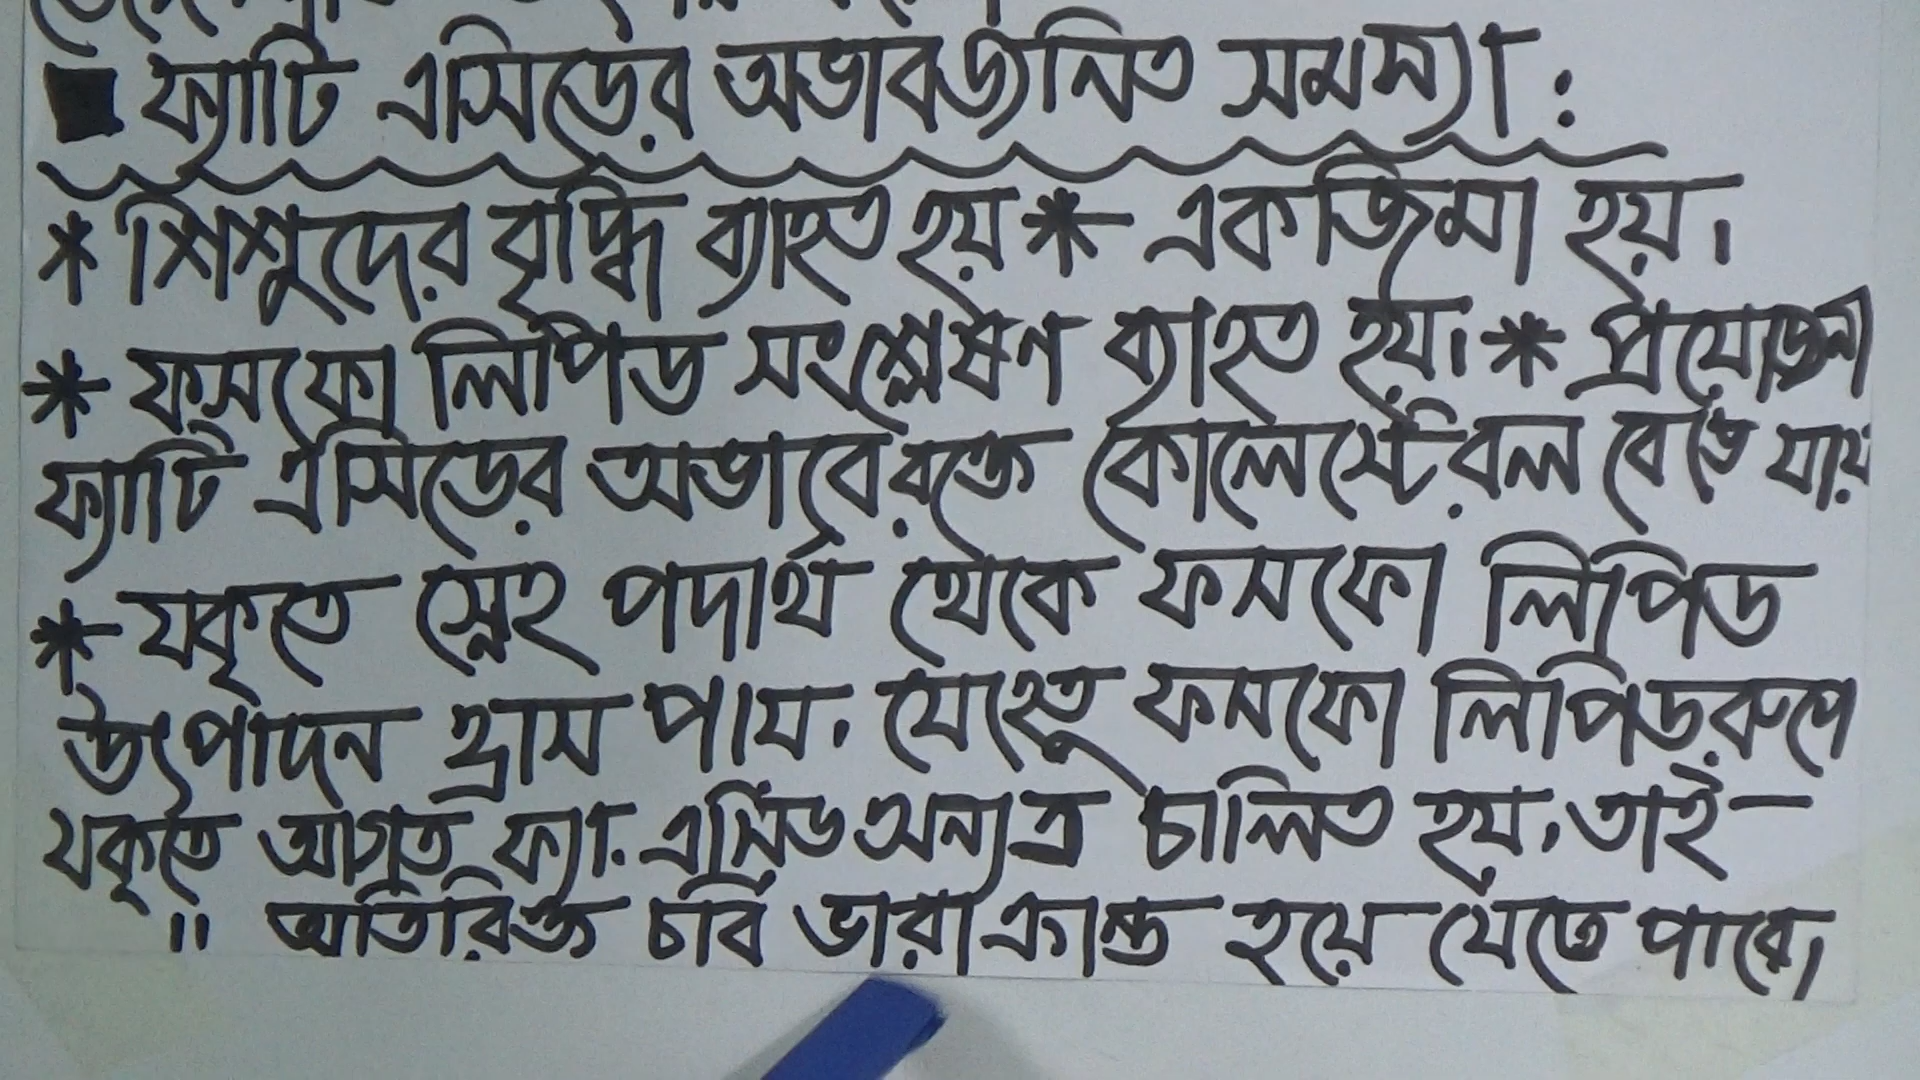 ■ ফ্যাটি এসিডের অভাবজনিত সমস্যা :
* শিশুদের বৃদ্ধি ব্যাহত হয় * একজিমা হয়।
* ফসফো লিপিড সংশ্লেষণ ব্যাহত হয়। * প্রয়োজনী
ফ্যাটি এসিডের অভাবে রক্তে কোলেস্টেরল বেড়ে যায়
* যকৃতে স্নেহ পদার্থ থেকে ফসফো লিপিড
উৎপাদন হ্রাস পায়. যেহেতু ফসফো লিপিডরুপে
যকৃতে আগত ফ্যা. এসিড অন্যত্র চালিত হয়, তাই—
" অতিরিক্ত চর্বি ভারাক্রান্ত হয়ে যেতে পারে,